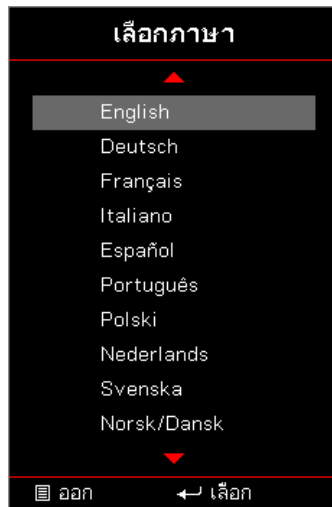 เลือกภาษา
English
Deutsch
Français
Italiano
Español
Português
Polski
Nederlands
Svenska
Norsk/Dansk
ออก เลือก